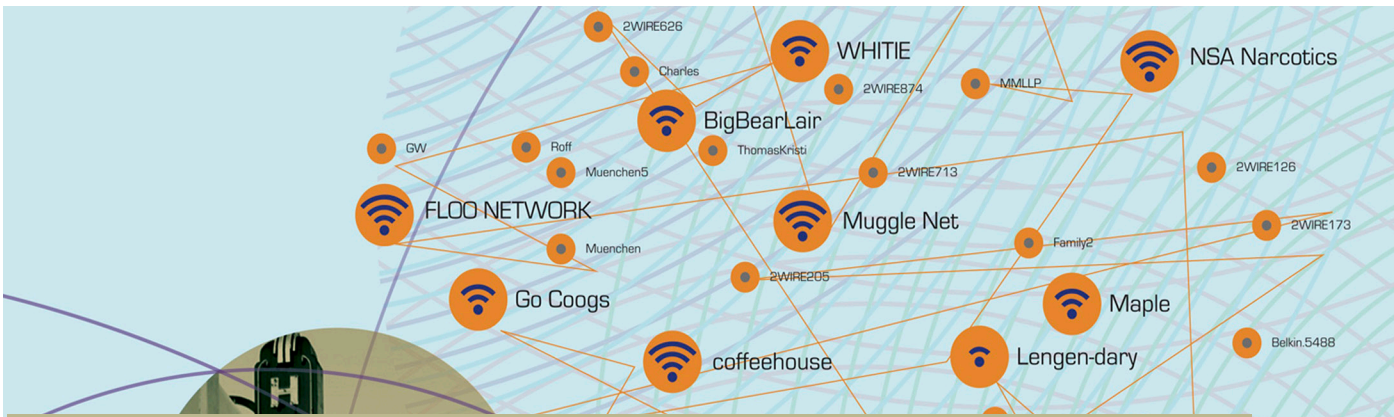 2WIRE626
WHITIE
NSA Narcotics
Charles
2WIRE874
MMLLP
BigBearLair
GW
Roff
ThomasKristi
Muenchen5
2WIRE713
2WIRE126
FLOO NETWORK
Muggle Net
2WIRE173
Muenchen
Family2
2WIRE205
Go Coogs
Maple
Belkin.5488
coffeehouse
Lengen-dary
H